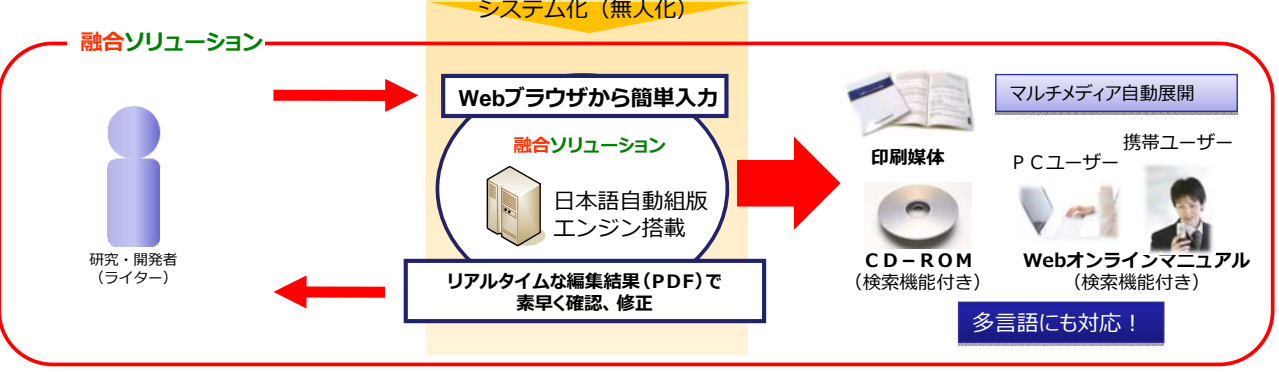 システム化（無人化）
融合ソリューション
Webブラウザから簡単入力
融合ソリューション
日本語自動組版
エンジン搭載
リアルタイムな編集結果（PDF）で
素早く確認、修正
研究・開発者
（ライター）
マルチメディア自動展開
印刷媒体
ＰＣユーザー
携帯ユーザー
ＣＤ－ＲＯＭ
（検索機能付き）
Webオンラインマニュアル
（検索機能付き）
多言語にも対応！